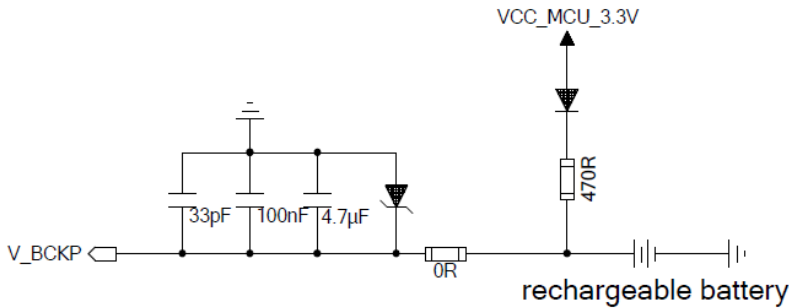 VCC_MCU_3.3V
470R
33pF
100nF
4.7µF
V_BCKP
0R
rechargeable battery